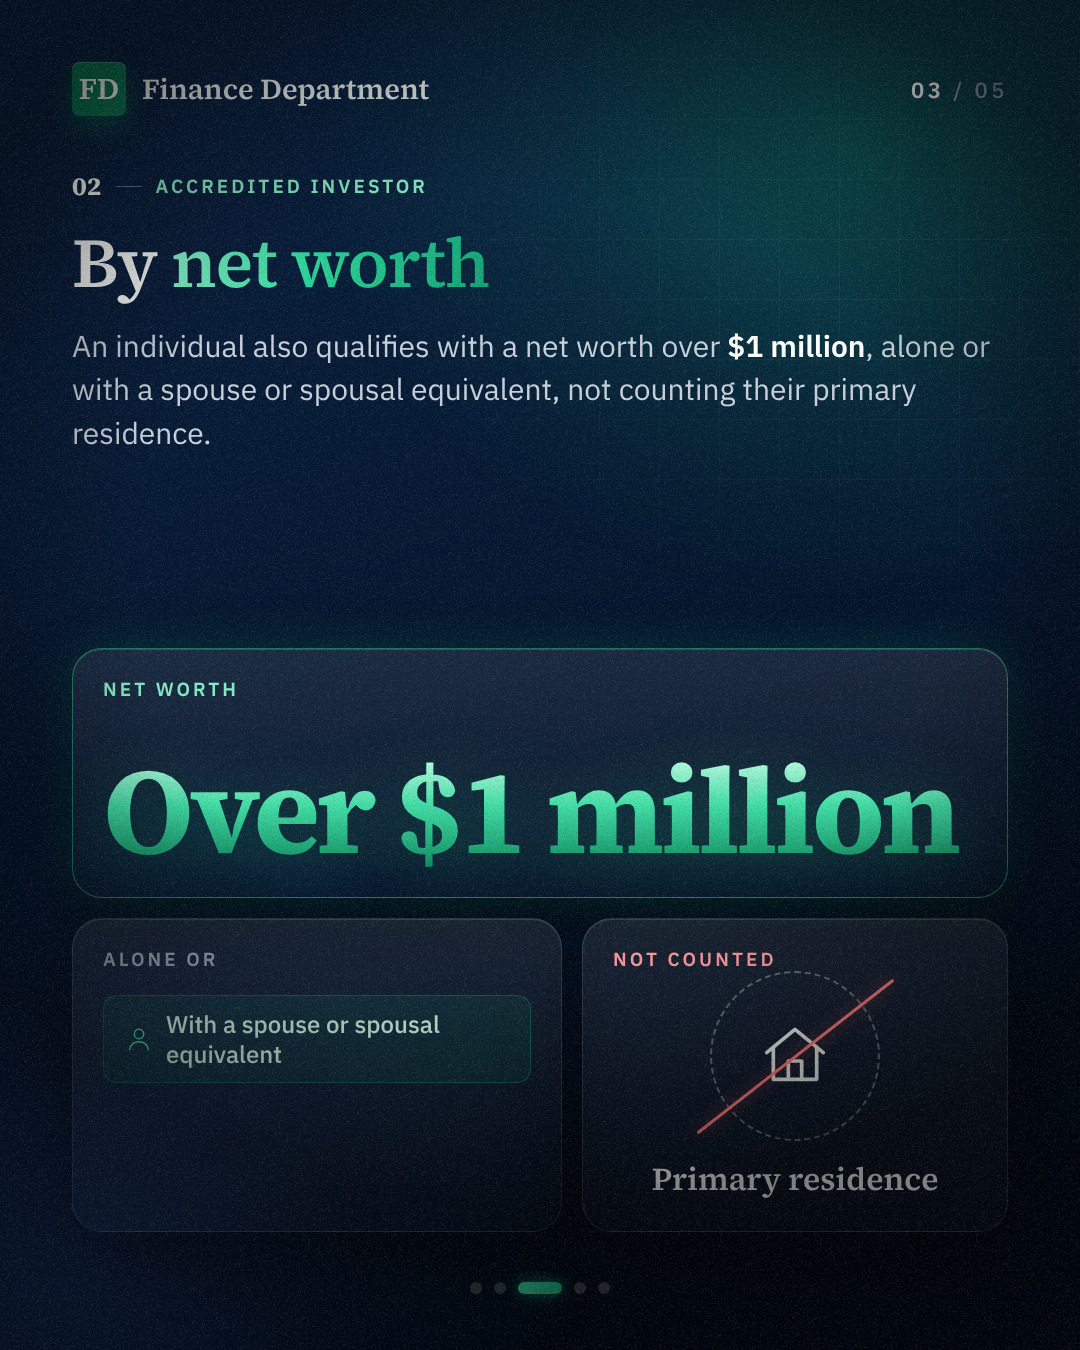 FD Finance Department
03 / 05
02 — ACCREDITED INVESTOR
By net worth
An individual also qualifies with a net worth over $1 million, alone or
with a spouse or spousal equivalent, not counting their primary
residence.
NET WORTH
Over $1 million
ALONE OR
With a spouse or spousal
equivalent
NOT COUNTED
Primary residence